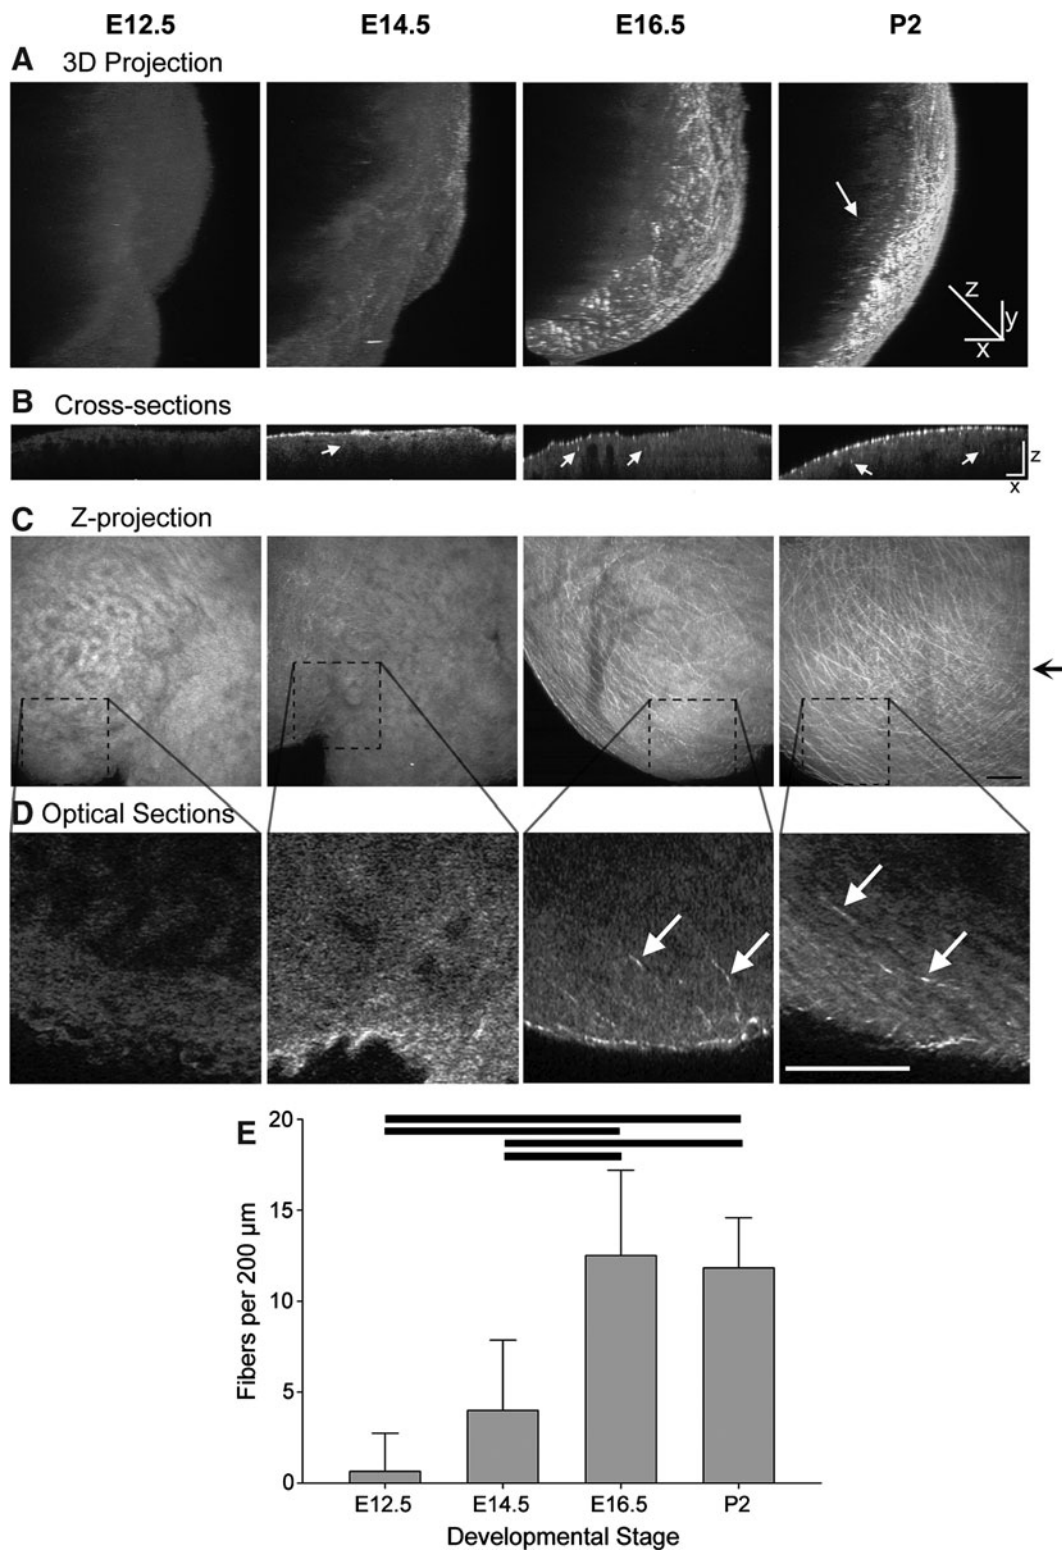 E12.5 E14.5 E16.5 P2
A 3D Projection
z
y
x
B Cross-sections
z
x
C Z-projection
D Optical Sections
E
20
15
10
5
0
Fibers per 200 µm
E12.5 E14.5 E16.5 P2
Developmental Stage